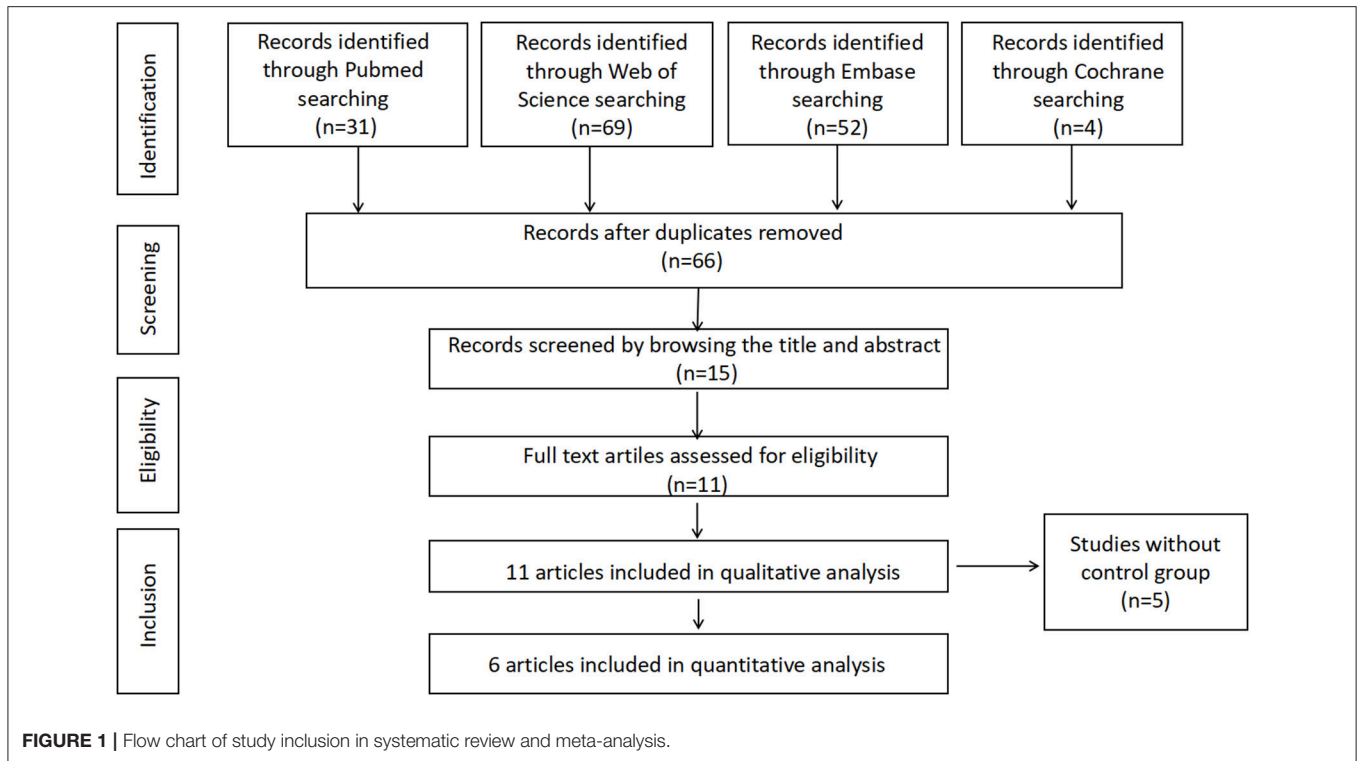 Identification
Records identified
through Pubmed
searching
(n=31)
Records identified
through Web of
Science searching
(n=69)
Records identified
through Embase
searching
(n=52)
Records identified
through Cochrane
searching
(n=4)
Screening
Records after duplicates removed
(n=66)
Records screened by browsing the title and abstract
(n=15)
Eligibility
Full text artiles assessed for eligibility
(n=11)
Inclusion
11 articles included in qualitative analysis
Studies without
control group
(n=5)
6 articles included in quantitative analysis
FIGURE 1 | Flow chart of study inclusion in systematic review and meta-analysis.